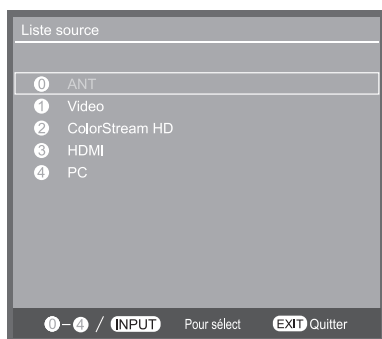 Liste source
0 ANT
1 Video
2 ColorStream HD
3 HDMI
4 PC
0–4 / INPUT Pour sélect EXIT Quitter